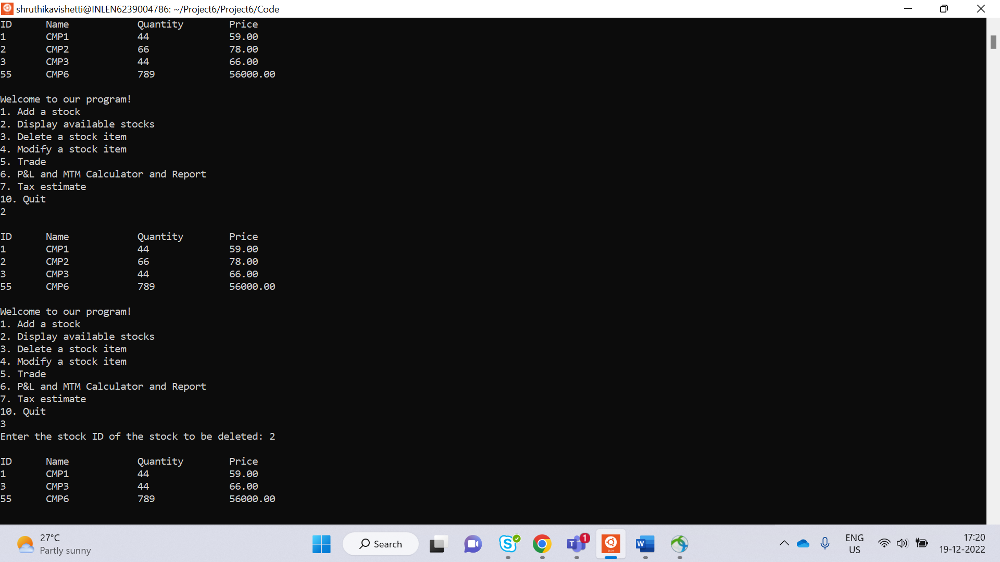 shruthikavishetti@INLEN6239004786: ~/Project6/Project6/Code
ID Name Quantity Price
1 CMP1 44 59.00
2 CMP2 66 78.00
3 CMP3 44 66.00
55 CMP6 789 56000.00
Welcome to our program!
1. Add a stock
2. Display available stocks
3. Delete a stock item
4. Modify a stock item
5. Trade
6. P&L and MTM Calculator and Report
7. Tax estimate
10. Quit
2
ID Name Quantity Price
1 CMP1 44 59.00
2 CMP2 66 78.00
3 CMP3 44 66.00
55 CMP6 789 56000.00
Welcome to our program!
1. Add a stock
2. Display available stocks
3. Delete a stock item
4. Modify a stock item
5. Trade
6. P&L and MTM Calculator and Report
7. Tax estimate
10. Quit
3
Enter the stock ID of the stock to be deleted: 2
ID Name Quantity Price
1 CMP1 44 59.00
3 CMP3 44 66.00
55 CMP6 789 56000.00
27°C
Partly sunny
Search
S
T
1
W
ENG
US
17:20
19-12-2022